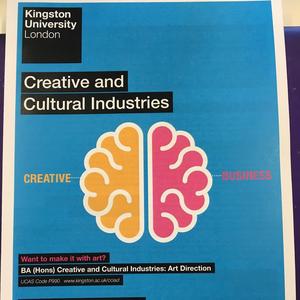 Kingston
University
London
Creative and
Cultural Industries
CREATIVE
BUSINESS
Want to make it with art?
BA (Hons) Creative and Cultural Industries: Art Direction
UCAS Code P990 www.kingston.ac.uk/cciad